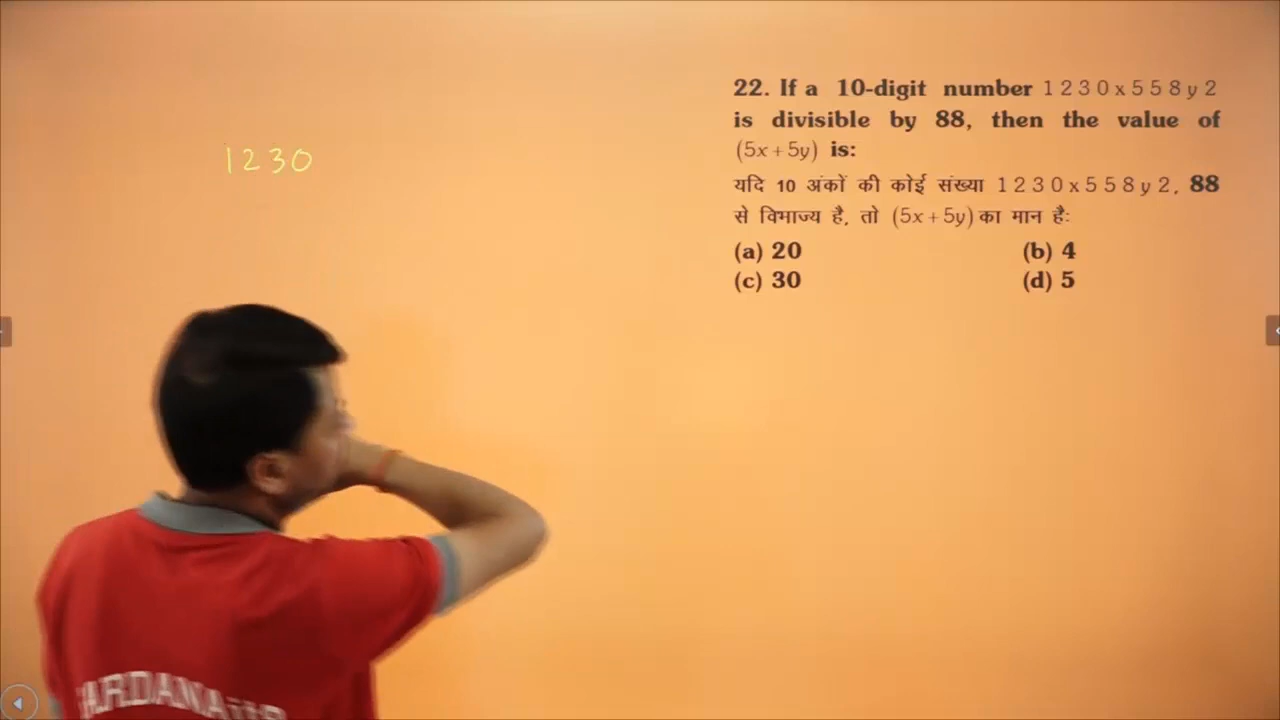 22. If a 10-digit number 1 2 3 0 x 5 5 8 y 2
is divisible by 88, then the value of
(5x + 5y) is:
यदि 10 अंकों की कोई संख्या 1 2 3 0 x 5 5 8 y 2, 88
से विभाज्य है, तो (5x + 5y) का मान है:
(a) 20 (b) 4
(c) 30 (d) 5
1230